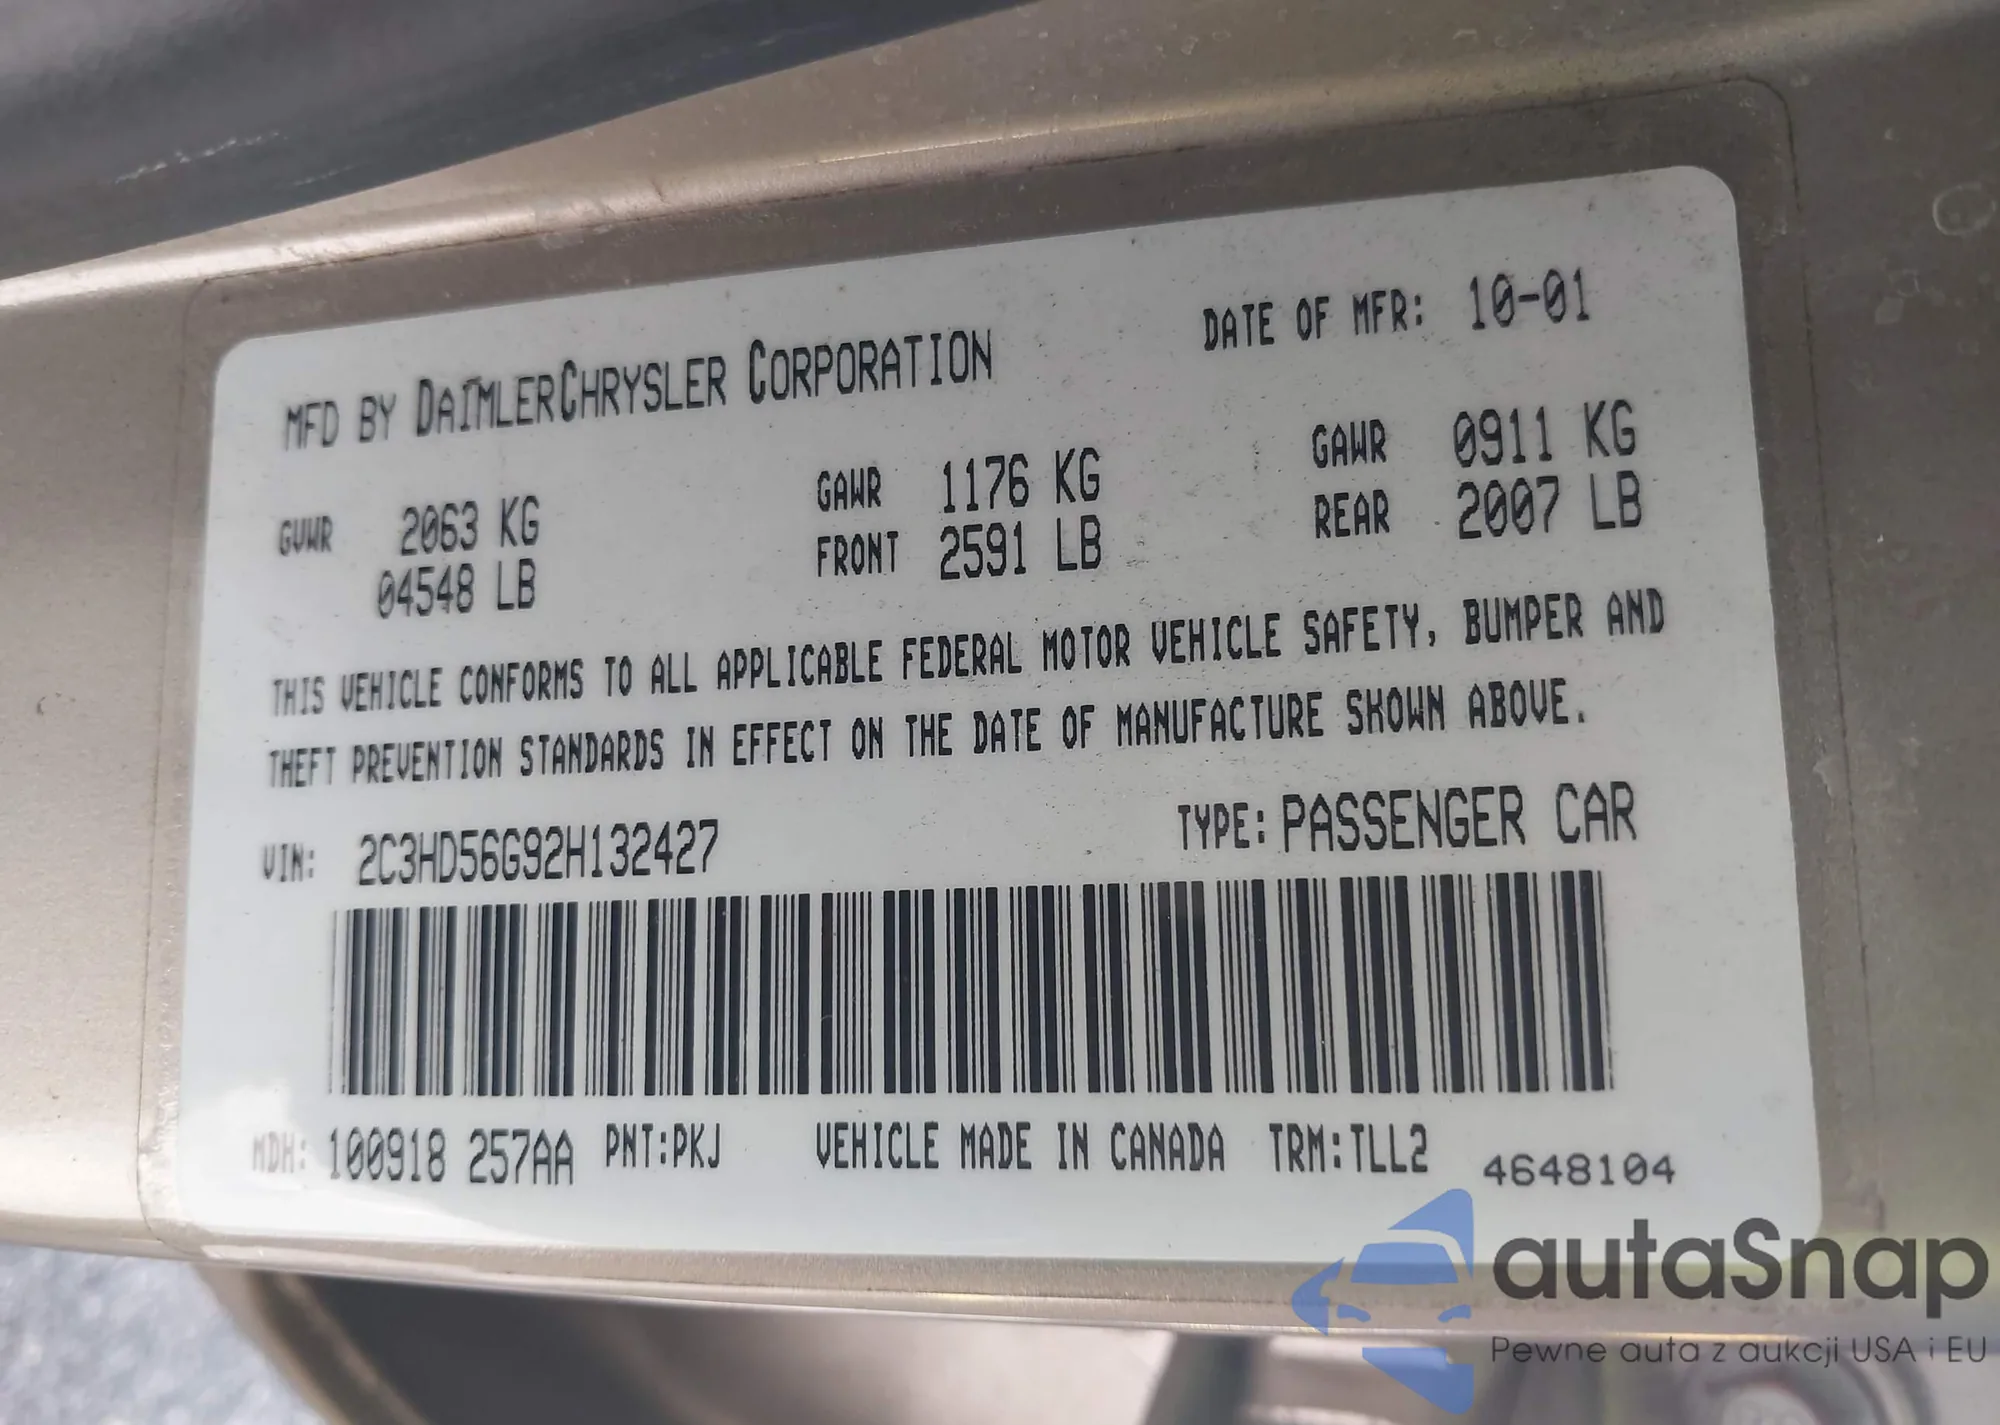 MFD BY DAIMLERCHRYSLER CORPORATION DATE OF MFR: 10-01
GVWR 2063 KG GAWR 1176 KG GAWR 0911 KG
04548 LB FRONT 2591 LB REAR 2007 LB
THIS VEHICLE CONFORMS TO ALL APPLICABLE FEDERAL MOTOR VEHICLE SAFETY, BUMPER AND
THEFT PREVENTION STANDARDS IN EFFECT ON THE DATE OF MANUFACTURE SHOWN ABOVE.
VIN: 2C3HD56G92H132427 TYPE: PASSENGER CAR
MDH: 100918 257AA PNT:PKJ VEHICLE MADE IN CANADA TRM:TLL2 4648104
autaSnap
Pewne auta z aukcji USA i EU